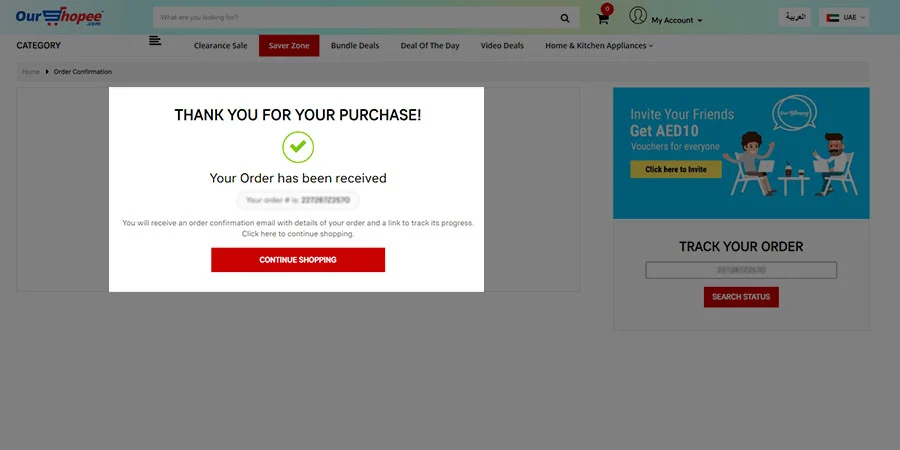 OurShopee
.com
What are you looking for?
0
My Account
العربية
UAE
CATEGORY
Clearance Sale
Saver Zone
Bundle Deals
Deal Of The Day
Video Deals
Home & Kitchen Appliances
Home
Order Confirmation
THANK YOU FOR YOUR PURCHASE!
Your Order has been received
Your order # is:
You will receive an order confirmation email with details of your order and a link to track its progress.
Click here to continue shopping.
CONTINUE SHOPPING
Invite Your Friends
Get AED10
Vouchers for everyone
Click here to Invite
OurShopee
TRACK YOUR ORDER
SEARCH STATUS